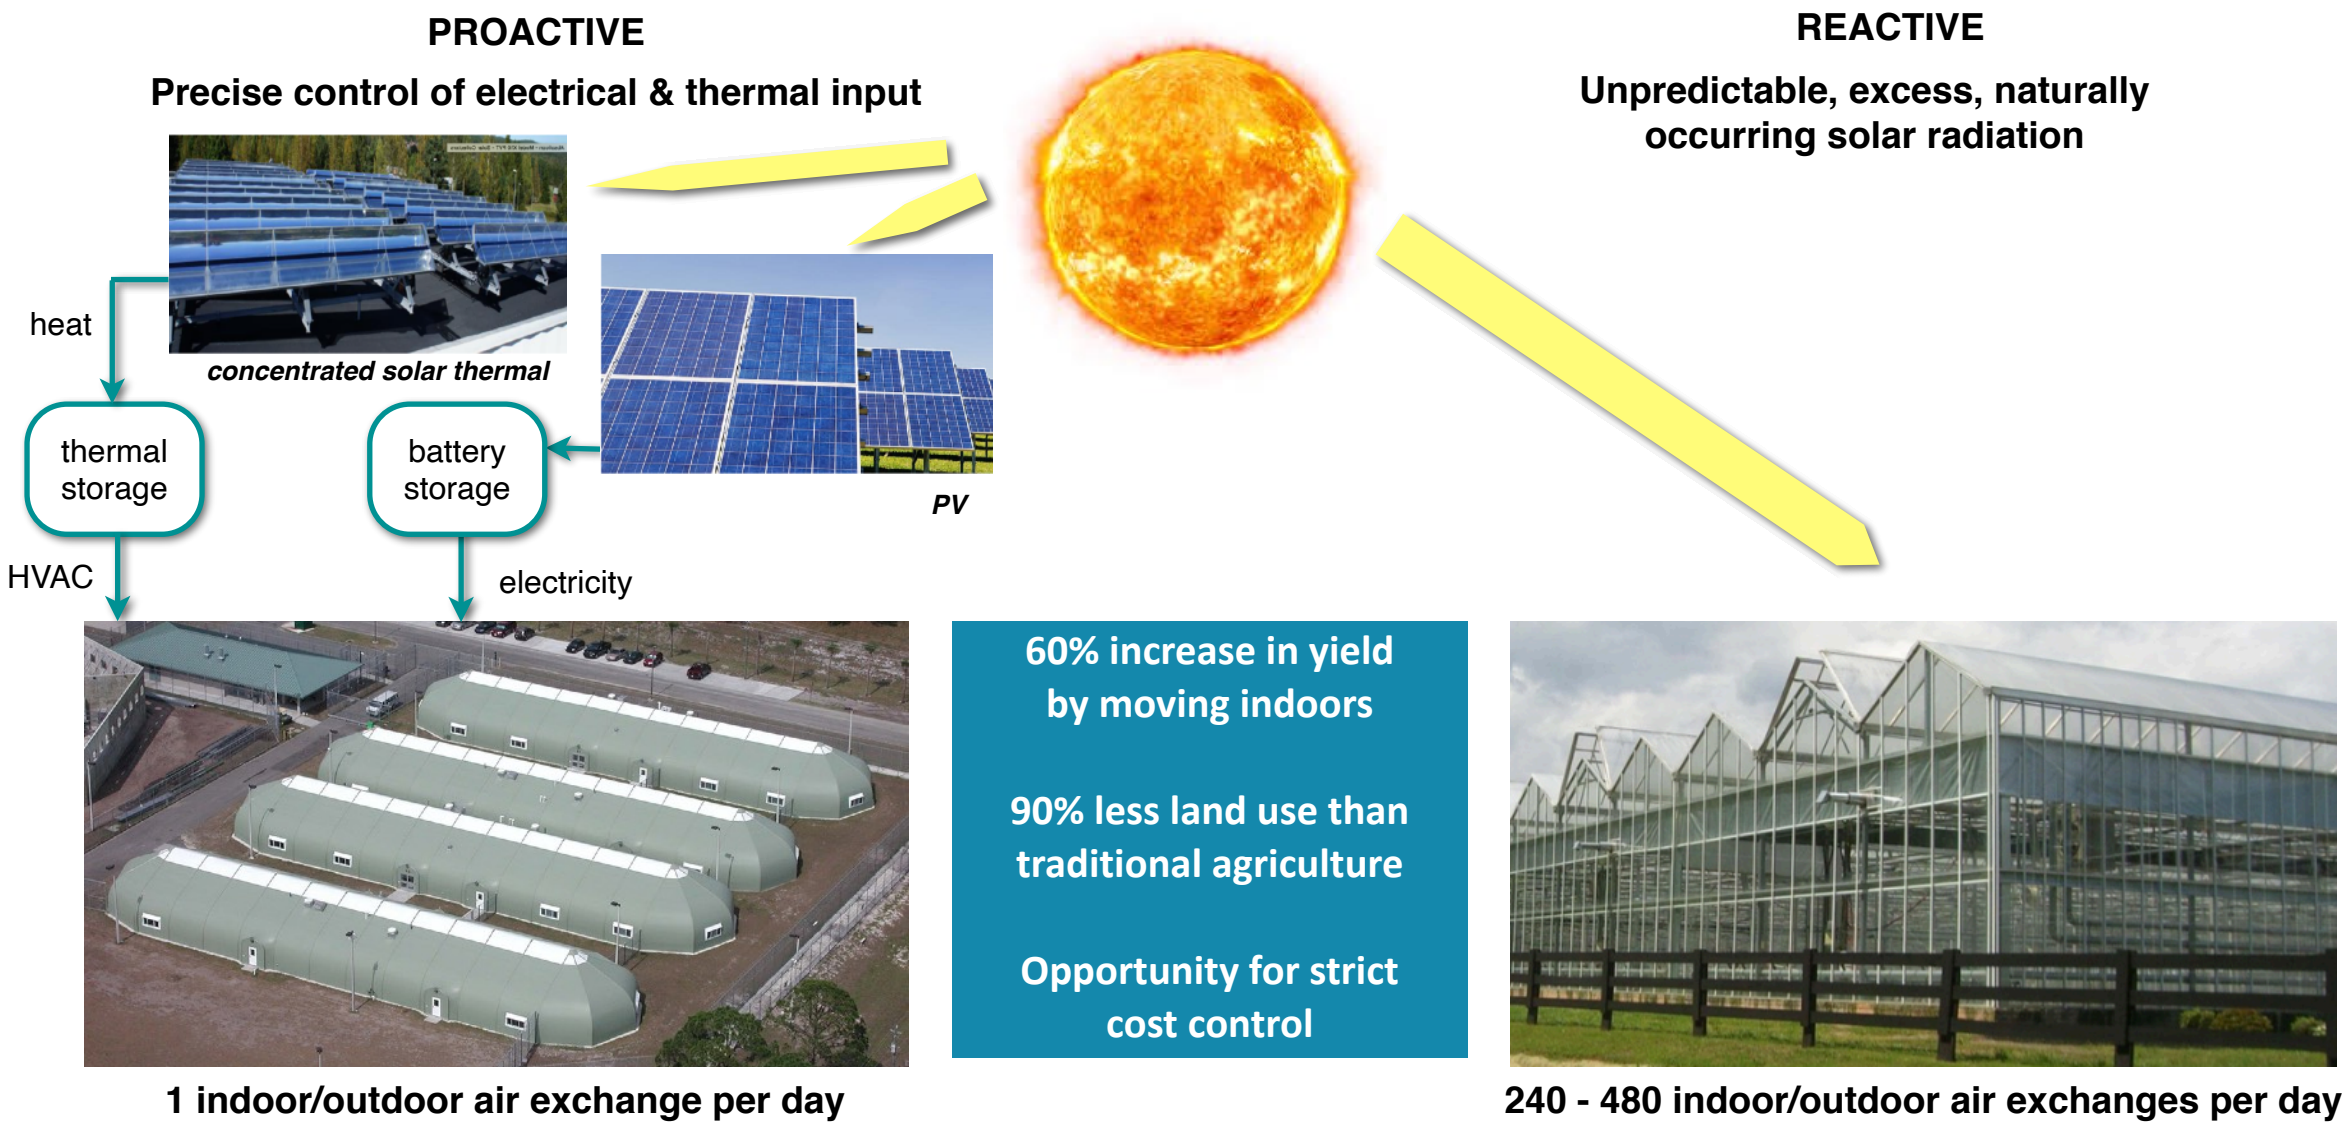 PROACTIVE
Precise control of electrical & thermal input
REACTIVE
Unpredictable, excess, naturally
occurring solar radiation
heat
concentrated solar thermal
thermal
storage
battery
storage
PV
HVAC
electricity
60% increase in yield
by moving indoors
90% less land use than
traditional agriculture
Opportunity for strict
cost control
1 indoor/outdoor air exchange per day
240 - 480 indoor/outdoor air exchanges per day